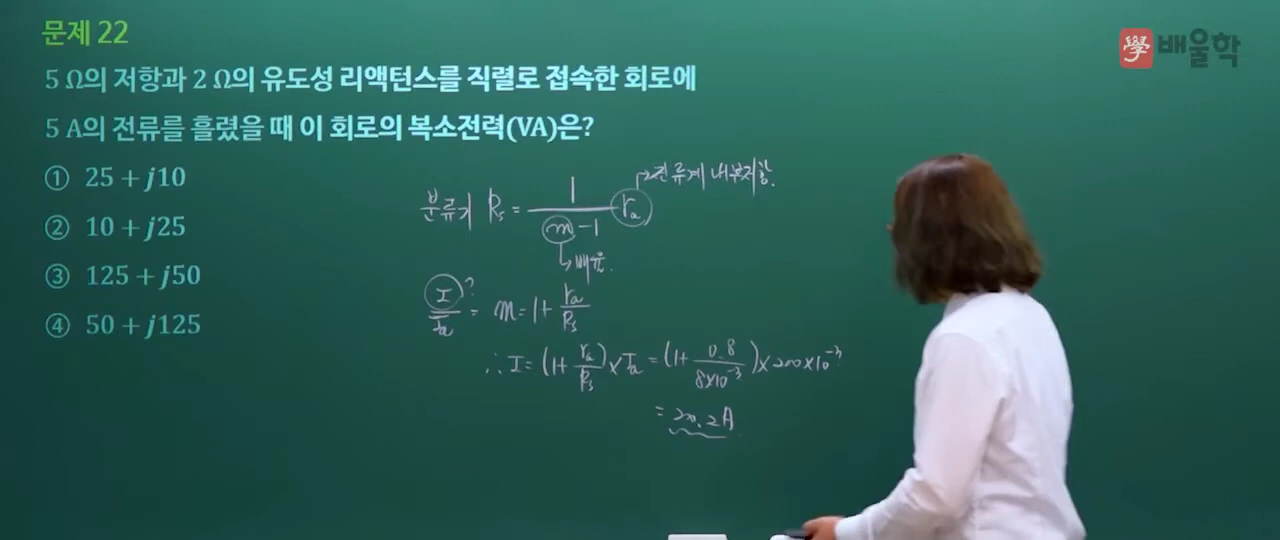 문제 22
學 배울학
5 Ω의 저항과 2 Ω의 유도성 리액턴스를 직렬로 접속한 회로에
5 A의 전류를 흘렸을 때 이 회로의 복소전력(VA)은?
① 25 + j10
② 10 + j25
③ 125 + j50
④ 50 + j125
분류기 Rs = 1/(m-1) ra → 전류계 내부저항.
↳ 배율.
I/Ia ? = m = 1 + ra/Rs
∴ I = (1 + ra/Rs) × Ia = (1 + 0.8/8×10⁻³) × 200×10⁻³
= 20.2A